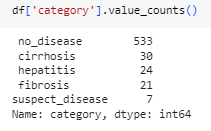 df['category'].value_counts()
no_disease 533
cirrhosis 30
hepatitis 24
fibrosis 21
suspect_disease 7
Name: category, dtype: int64